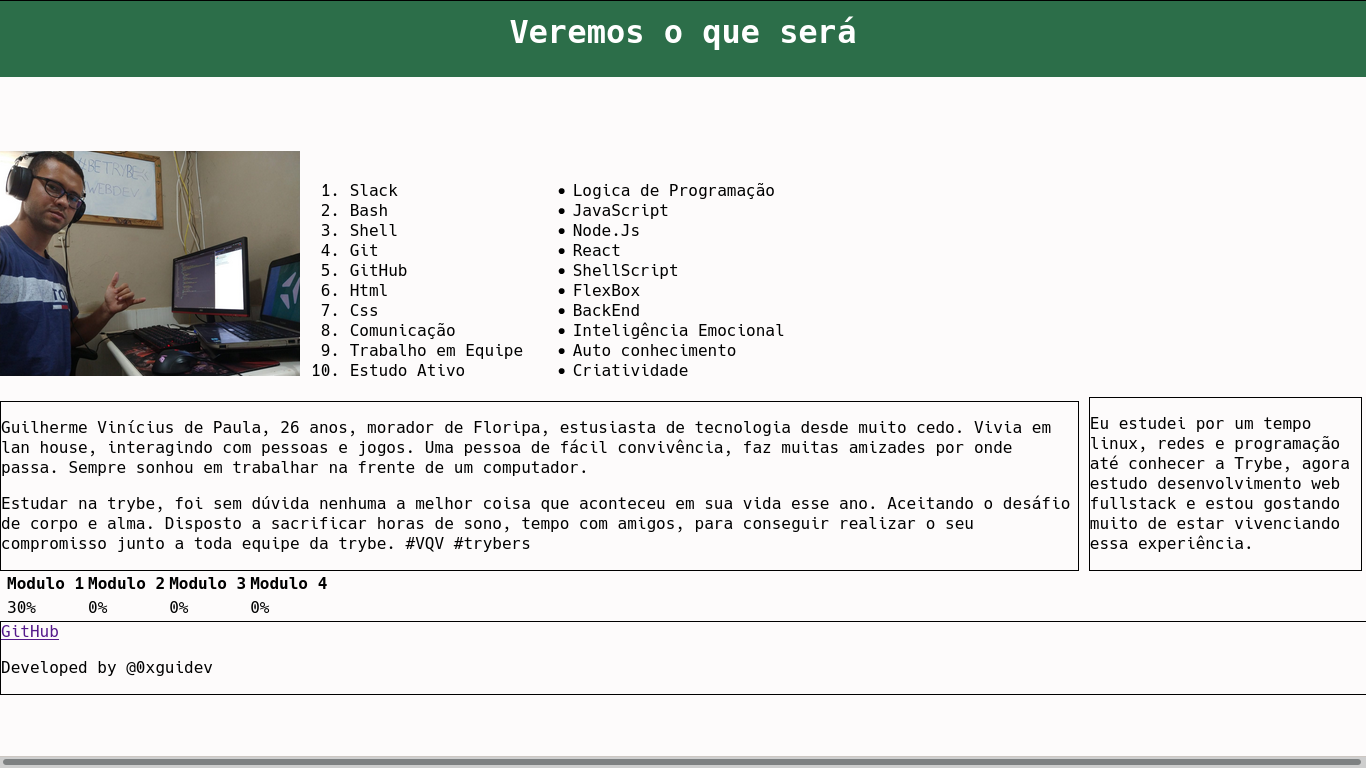 Veremos o que será
#BETRYBE
WEBDEV
1. Slack
2. Bash
3. Shell
4. Git
5. GitHub
6. Html
7. Css
8. Comunicação
9. Trabalho em Equipe
10. Estudo Ativo
• Logica de Programação
• JavaScript
• Node.Js
• React
• ShellScript
• FlexBox
• BackEnd
• Inteligência Emocional
• Auto conhecimento
• Criatividade
Guilherme Vinícius de Paula, 26 anos, morador de Floripa, estusiasta de tecnologia desde muito cedo. Vivia em
lan house, interagindo com pessoas e jogos. Uma pessoa de fácil convivência, faz muitas amizades por onde
passa. Sempre sonhou em trabalhar na frente de um computador.
Estudar na trybe, foi sem dúvida nenhuma a melhor coisa que aconteceu em sua vida esse ano. Aceitando o desáfio
de corpo e alma. Disposto a sacrificar horas de sono, tempo com amigos, para conseguir realizar o seu
compromisso junto a toda equipe da trybe. #VQV #trybers
Eu estudei por um tempo
linux, redes e programação
até conhecer a Trybe, agora
estudo desenvolvimento web
fullstack e estou gostando
muito de estar vivenciando
essa experiência.
Modulo 1 Modulo 2 Modulo 3 Modulo 4
30% 0% 0% 0%
GitHub
Developed by @0xguidev